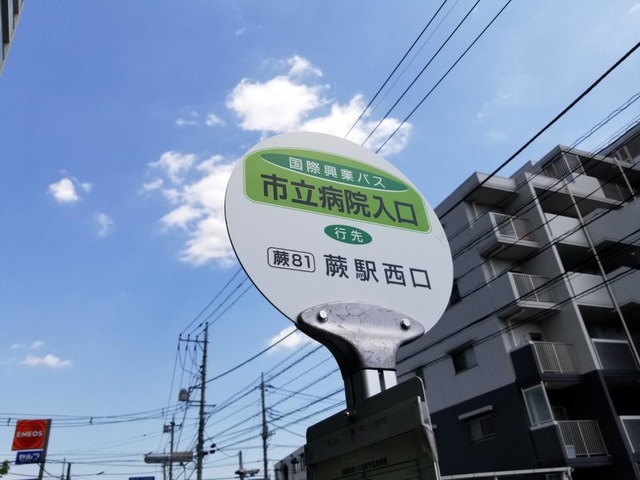 国際興業バス
市立病院入口
行先
蕨81 蕨駅西口
ENEOS
セルフ